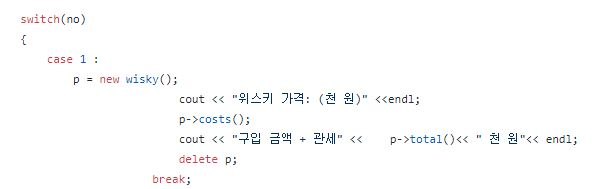 switch(no)
{
case 1 :
p = new wisky();
cout << "위스키 가격: (천 원)" <<endl;
p->costs();
cout << "구입 금액 + 관세" << p->total()<< " 천 원"<< endl;
delete p;
break;